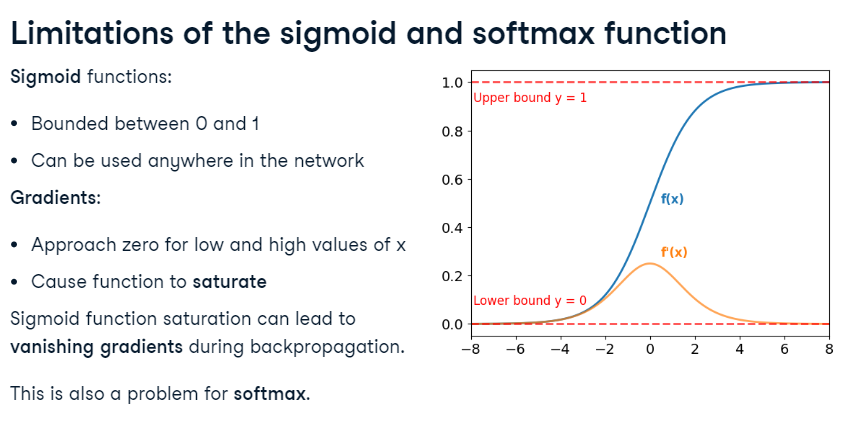 Limitations of the sigmoid and softmax function
Sigmoid functions:
• Bounded between 0 and 1
• Can be used anywhere in the network
Gradients:
• Approach zero for low and high values of x
• Cause function to saturate
Sigmoid function saturation can lead to
vanishing gradients during backpropagation.
This is also a problem for softmax.
1.0
Upper bound y = 1
0.8
0.6
f(x)
0.4
f'(x)
0.2
Lower bound y = 0
0.0
−8 −6 −4 −2 0 2 4 6 8